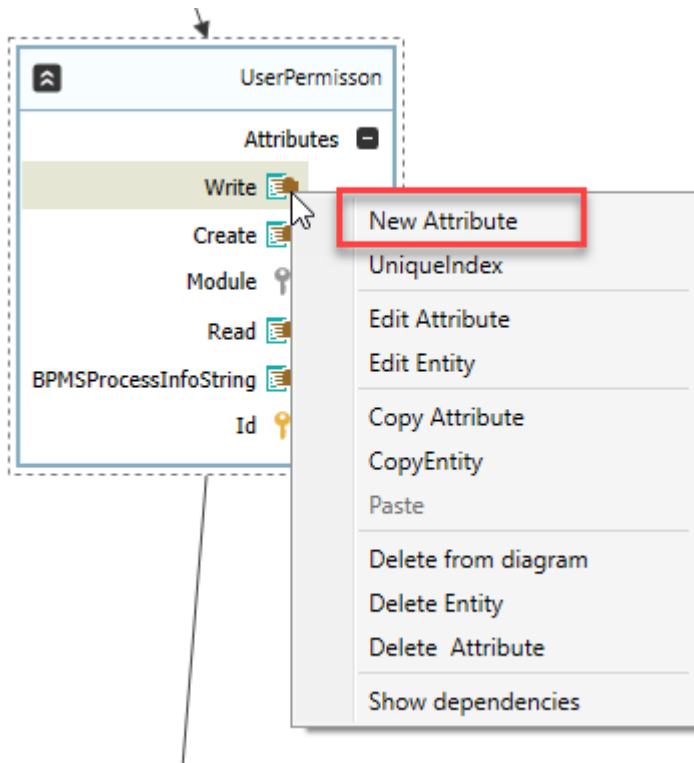 UserPermisson
Attributes
Write
Create
Module
Read
BPMSProcessInfoString
Id
New Attribute
UniqueIndex
Edit Attribute
Edit Entity
Copy Attribute
CopyEntity
Paste
Delete from diagram
Delete Entity
Delete  Attribute
Show dependencies